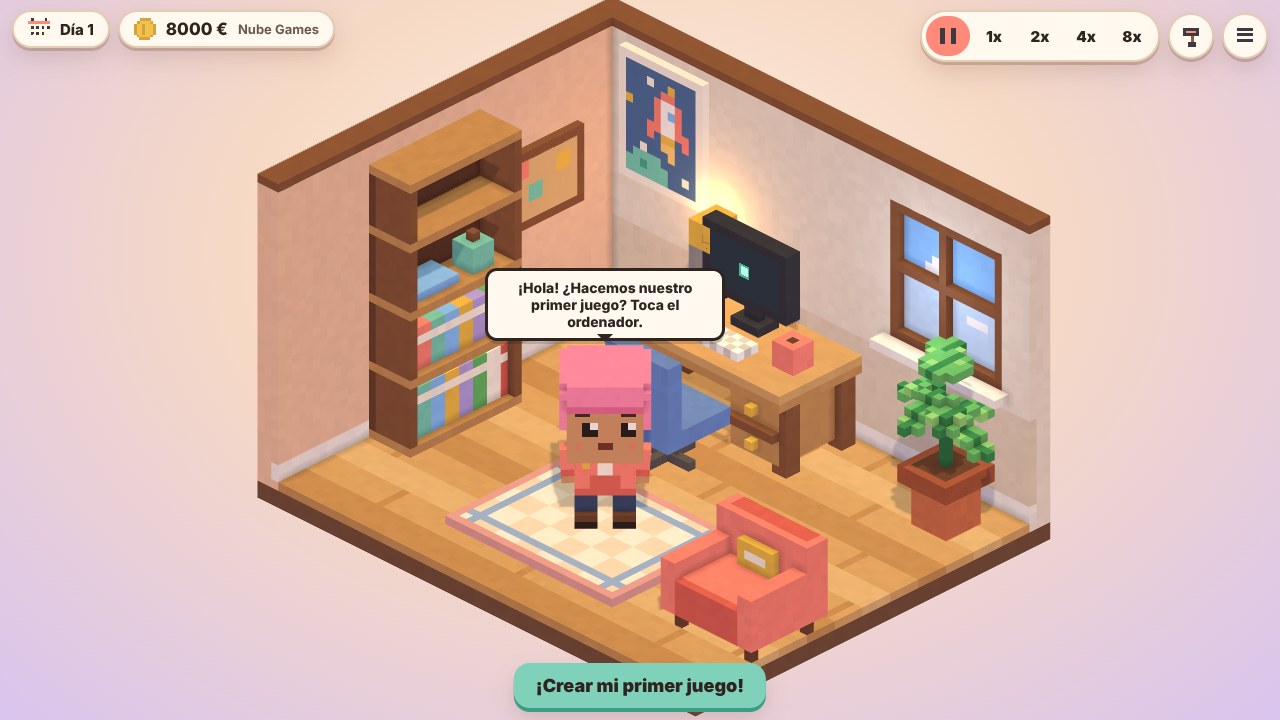 Día 1
8000 € Nube Games
1x 2x 4x 8x
¡Hola! ¿Hacemos nuestro
primer juego? Toca el
ordenador.
¡Crear mi primer juego!